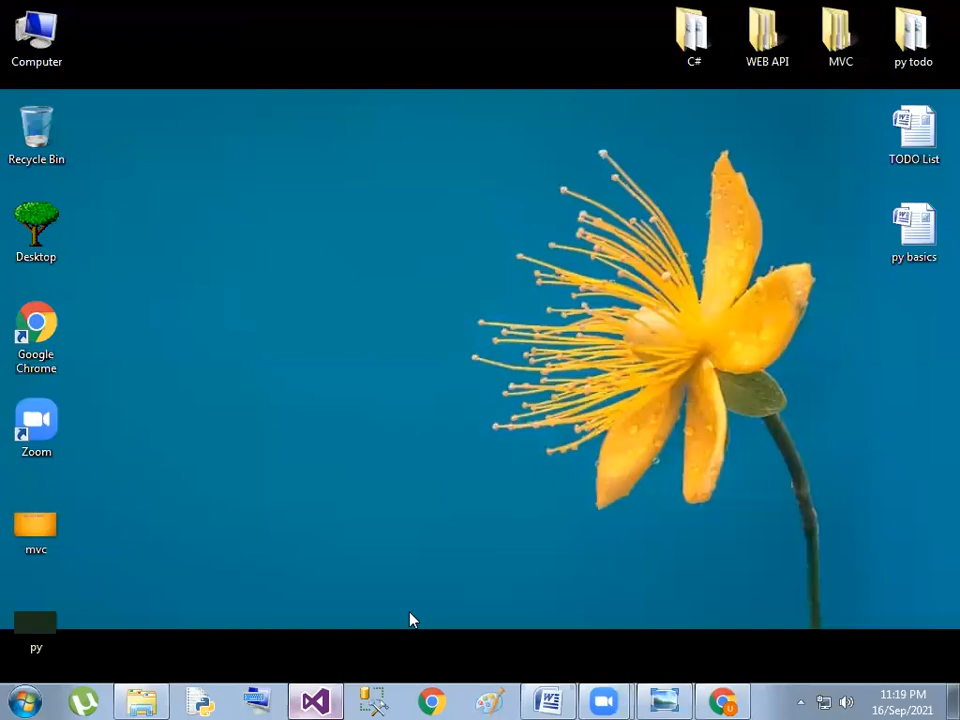 Computer
C#
WEB API
MVC
py todo
Recycle Bin
TODO List
Desktop
py basics
Google
Chrome
Zoom
mvc
py
11:19 PM
16/Sep/2021